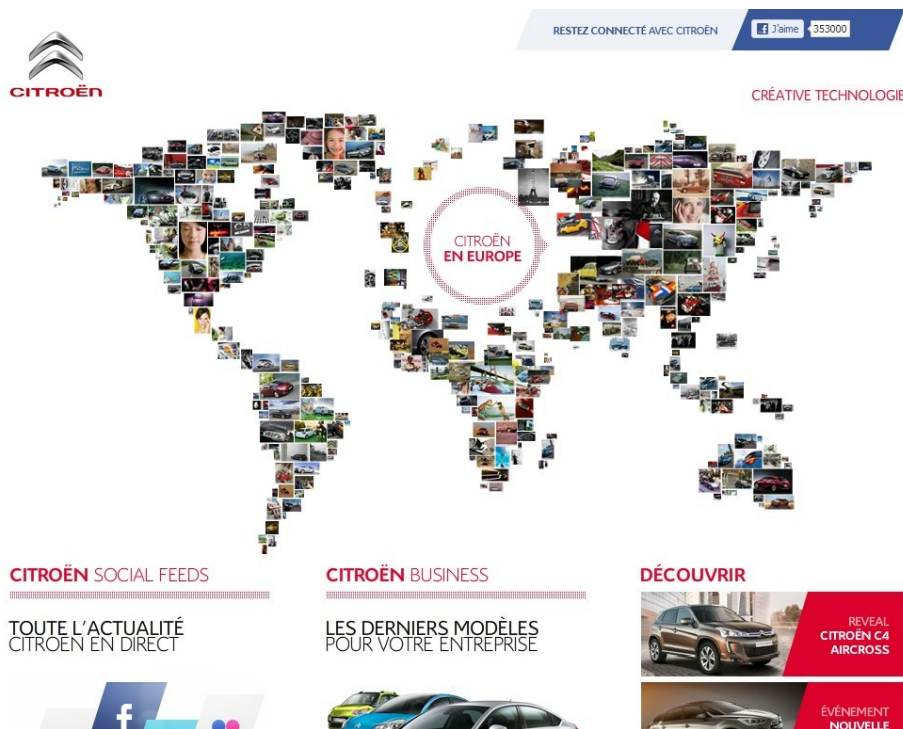 RESTEZ CONNECTÉ AVEC CITROËN
J'aime 353000
CITROËN
CRÉATIVE TECHNOLOGIE
CITROËN
EN EUROPE
CITROËN SOCIAL FEEDS
TOUTE L'ACTUALITÉ
CITROËN EN DIRECT
CITROËN BUSINESS
LES DERNIERS MODÈLES
POUR VOTRE ENTREPRISE
DÉCOUVRIR
REVEAL
CITROËN C4
AIRCROSS
ÉVÉNEMENT
NOUVELLE